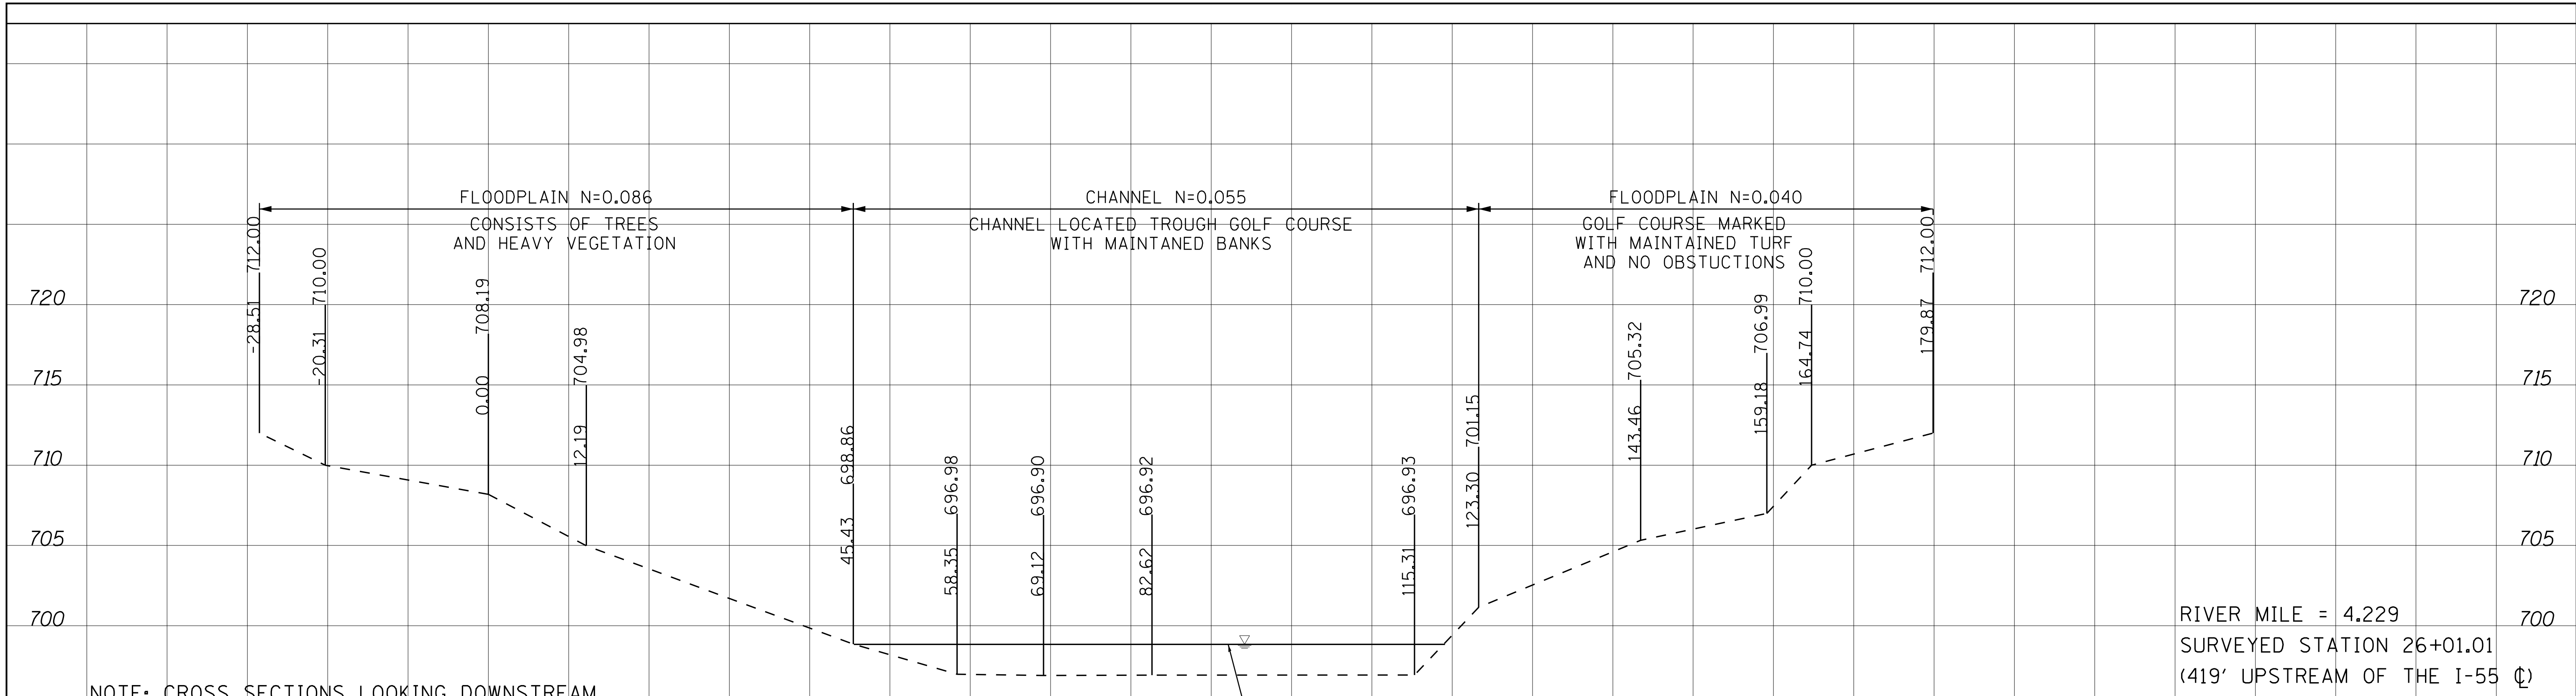 FLOODPLAIN N=0.086
CONSISTS OF TREES
AND HEAVY VEGETATION
CHANNEL N=0.055
CHANNEL LOCATED TROUGH GOLF COURSE
WITH MAINTANED BANKS
FLOODPLAIN N=0.040
GOLF COURSE MARKED
WITH MAINTAINED TURF
AND NO OBSTUCTIONS
-28.51 712.00
-20.31 710.00
0.00 708.19
12.19 704.98
45.43 698.86
58.35 696.98
69.12 696.90
82.62 696.92
115.31 696.93
123.30 701.15
143.46 705.32
159.18 706.99
164.74 710.00
179.87 712.00
720 720
715 715
710 710
705 705
700 700
RIVER MILE = 4.229
SURVEYED STATION 26+01.01
(419' UPSTREAM OF THE I-55 ℄)
NOTE: CROSS SECTIONS LOOKING DOWNSTREAM